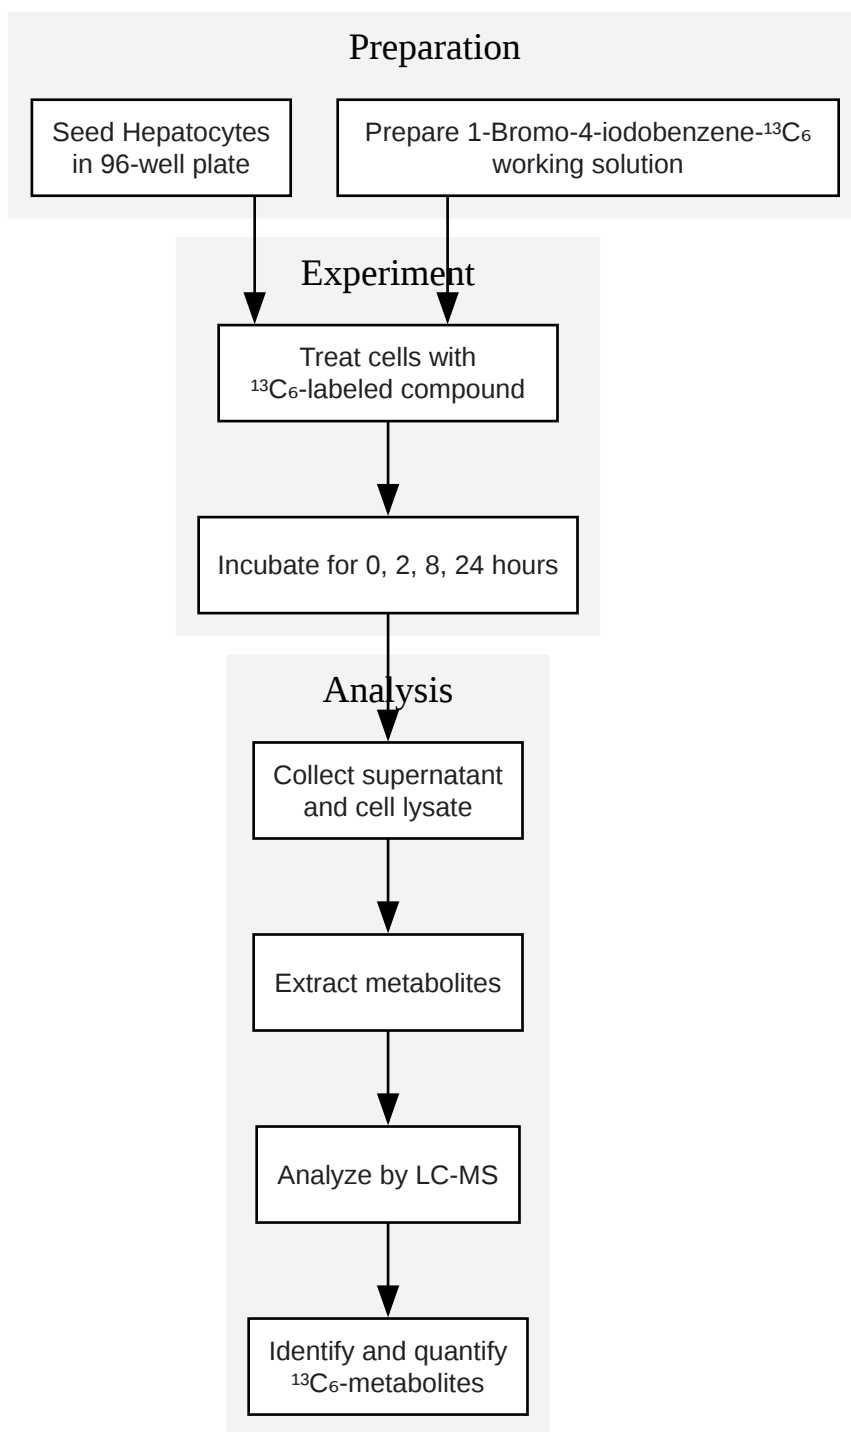 Preparation
Seed Hepatocytes
in 96-well plate
Prepare 1-Bromo-4-iodobenzene-¹³C₆
working solution
Experiment
Treat cells with
¹³C₆-labeled compound
Incubate for 0, 2, 8, 24 hours
Analysis
Collect supernatant
and cell lysate
Extract metabolites
Analyze by LC-MS
Identify and quantify
¹³C₆-metabolites